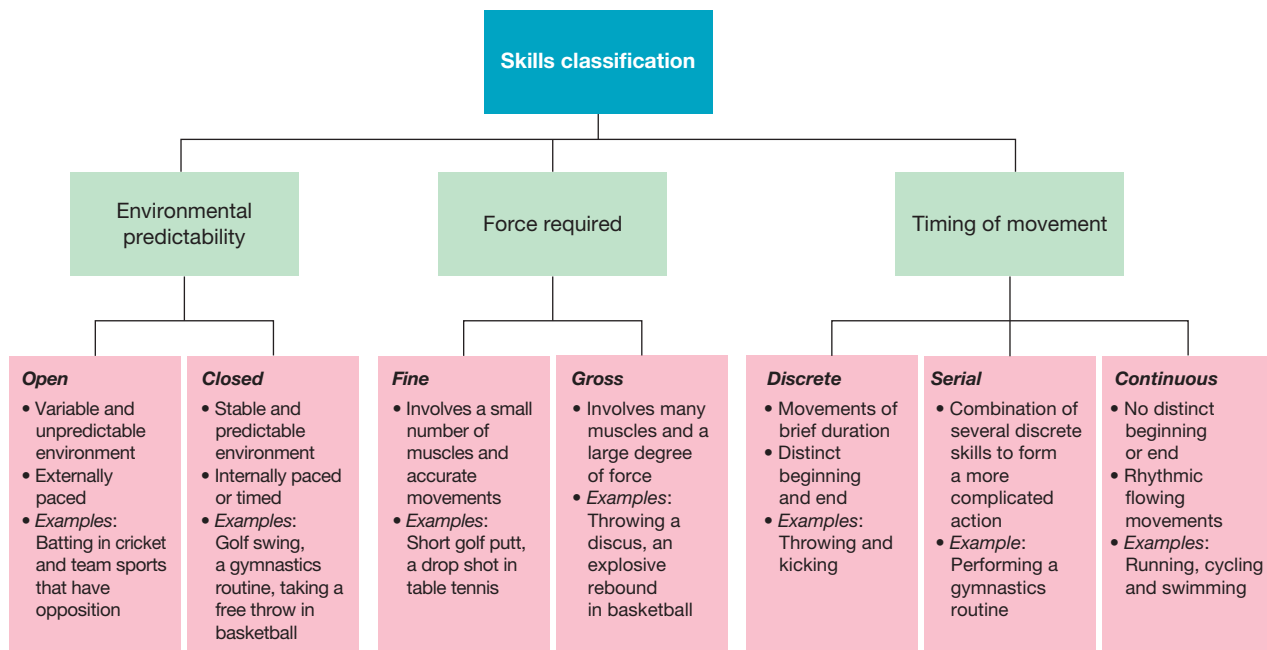 Skills classification
Environmental
predictability
Force required
Timing of movement
Open
• Variable and
unpredictable
environment
• Externally
paced
• Examples:
Batting in cricket
and team sports
that have
opposition
Closed
• Stable and
predictable
environment
• Internally paced
or timed
• Examples:
Golf swing,
a gymnastics
routine, taking a
free throw in
basketball
Fine
• Involves a small
number of
muscles and
accurate
movements
• Examples:
Short golf putt,
a drop shot in
table tennis
Gross
• Involves many
muscles and a
large degree
of force
• Examples:
Throwing a
discus, an
explosive
rebound
in basketball
Discrete
• Movements of
brief duration
• Distinct
beginning
and end
• Examples:
Throwing and
kicking
Serial
• Combination of
several discrete
skills to form
a more
complicated
action
• Example:
Performing a
gymnastics
routine
Continuous
• No distinct
beginning
or end
• Rhythmic
flowing
movements
• Examples:
Running, cycling
and swimming